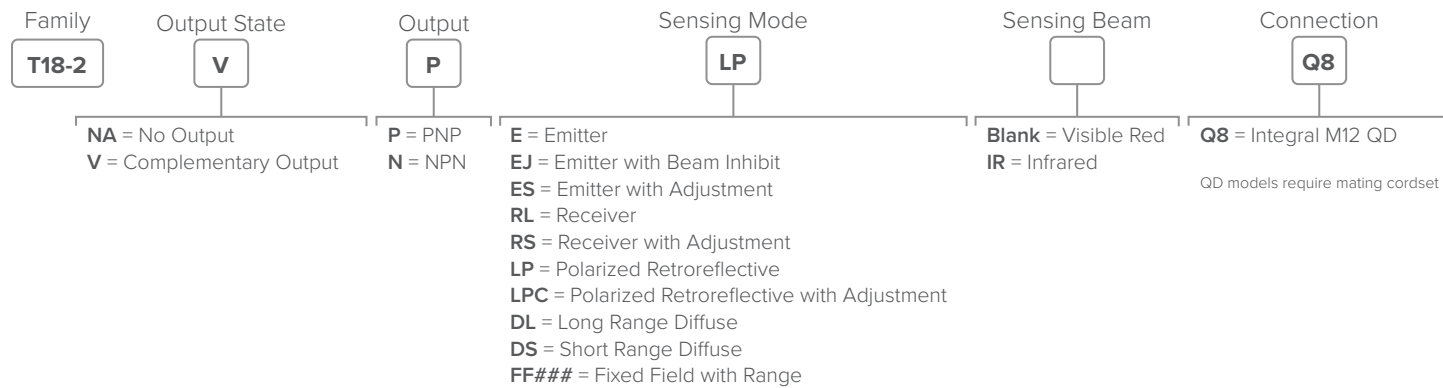 Family Output State Output Sensing Mode Sensing Beam Connection
T18-2 V P LP Q8
NA = No Output
V = Complementary Output
P = PNP
N = NPN
E = Emitter
EJ = Emitter with Beam Inhibit
ES = Emitter with Adjustment
RL = Receiver
RS = Receiver with Adjustment
LP = Polarized Retroreflective
LPC = Polarized Retroreflective with Adjustment
DL = Long Range Diffuse
DS = Short Range Diffuse
FF### = Fixed Field with Range
Blank = Visible Red
IR = Infrared
Q8 = Integral M12 QD
QD models require mating cordset